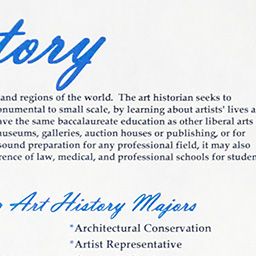 tory
and regions of the world. The art historian seeks to
onumental to small scale, by learning about artists' lives a
ave the same baccalaureate education as other liberal arts
museums, galleries, auction houses or publishing, or for
sound preparation for any professional field, it may also
rence of law, medical, and professional schools for studen
r Art History Majors
*Architectural Conservation
*Artist Representative